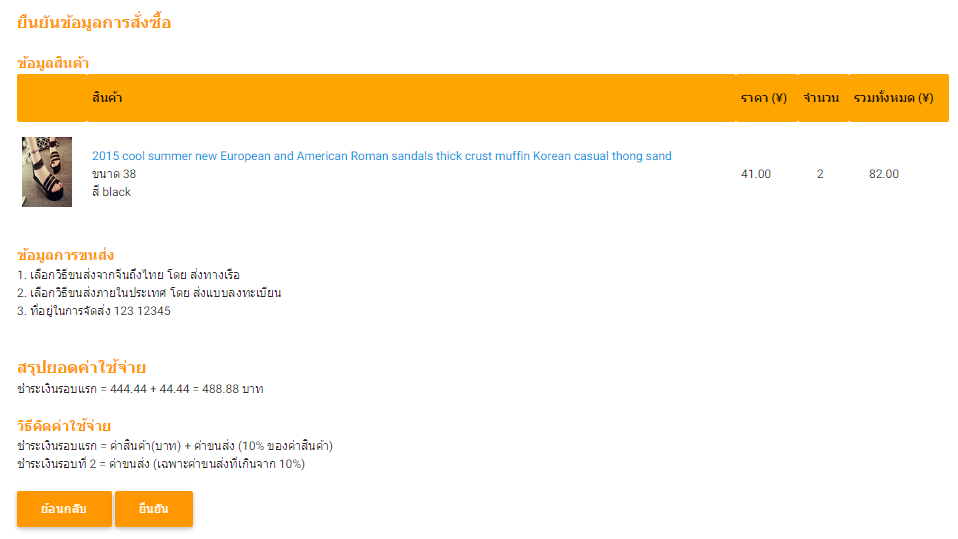 ยืนยันข้อมูลการสั่งซื้อ
ข้อมูลสินค้า
สินค้า ราคา (¥) จำนวน รวมทั้งหมด (¥)
2015 cool summer new European and American Roman sandals thick crust muffin Korean casual thong sand
ขนาด 38
41.00 2 82.00
สี black
ข้อมูลการขนส่ง
1. เลือกวิธีขนส่งจากจีนถึงไทย โดย ส่งทางเรือ
2. เลือกวิธีขนส่งภายในประเทศ โดย ส่งแบบลงทะเบียน
3. ที่อยู่ในการจัดส่ง 123 12345
สรุปยอดค่าใช้จ่าย
ชำระเงินรอบแรก = 444.44 + 44.44 = 488.88 บาท
วิธีคิดค่าใช้จ่าย
ชำระเงินรอบแรก = ค่าสินค้า(บาท) + ค่าขนส่ง (10% ของค่าสินค้า)
ชำระเงินรอบที่ 2 = ค่าขนส่ง (เฉพาะค่าขนส่งที่เกินจาก 10%)
ย้อนกลับ ยืนยัน